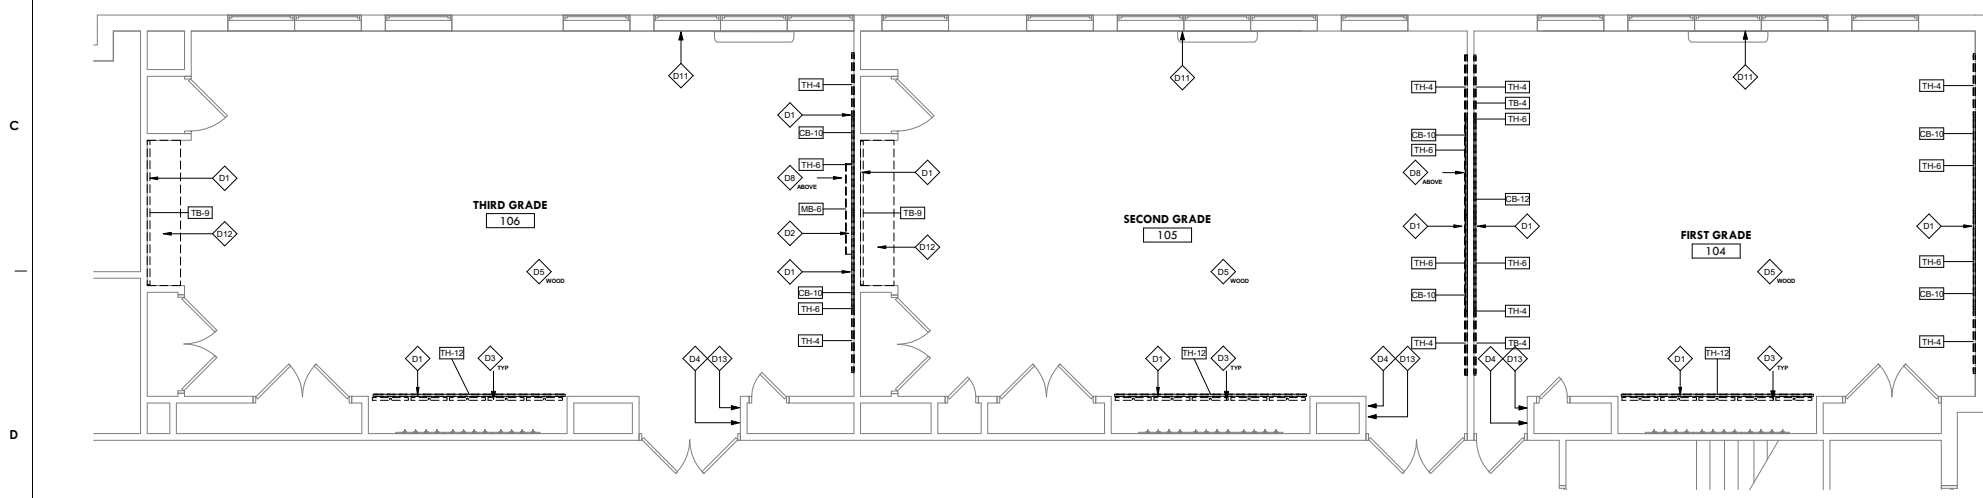 C
D
D11
TH-4
D1
CB-10
TH-6
D8
ABOVE
MB-6
D2
D1
CB-10
TH-6
TH-4
D1
TB-9
D12
THIRD GRADE
106
D5
WOOD
D1
TH-12
D3
TYP
D4
D13
D11
D1
TB-9
D12
SECOND GRADE
105
D5
WOOD
TH-4
CB-10
TH-6
D8
ABOVE
D1
TH-6
CB-10
TH-4
D1
TH-12
D3
TYP
D4
D13
TH-4
TB-4
TH-6
CB-12
D1
TH-6
TH-4
TB-4
D4
D13
D11
FIRST GRADE
104
D5
WOOD
TH-4
CB-10
TH-6
D1
TH-6
CB-10
TH-4
D1
TH-12
D3
TYP